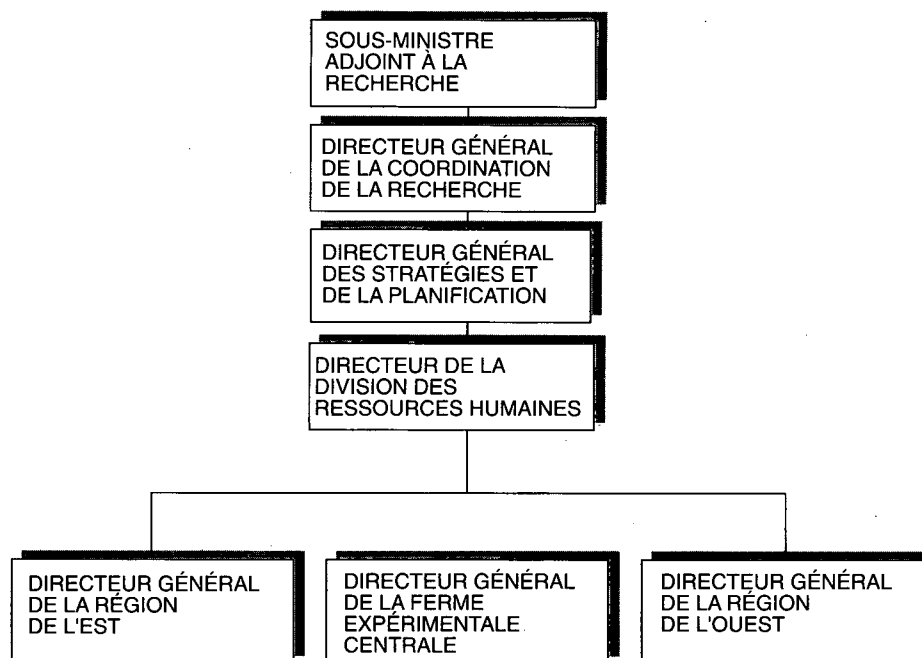 SOUS-MINISTRE
ADJOINT À LA
RECHERCHE
DIRECTEUR GÉNÉRAL
DE LA COORDINATION
DE LA RECHERCHE
DIRECTEUR GÉNÉRAL
DES STRATÉGIES ET
DE LA PLANIFICATION
DIRECTEUR DE LA
DIVISION DES
RESSOURCES HUMAINES
DIRECTEUR GÉNÉRAL
DE LA RÉGION
DE L'EST
DIRECTEUR GÉNÉRAL
DE LA FERME
EXPÉRIMENTALE
CENTRALE
DIRECTEUR GÉNÉRAL
DE LA RÉGION
DE L'OUEST